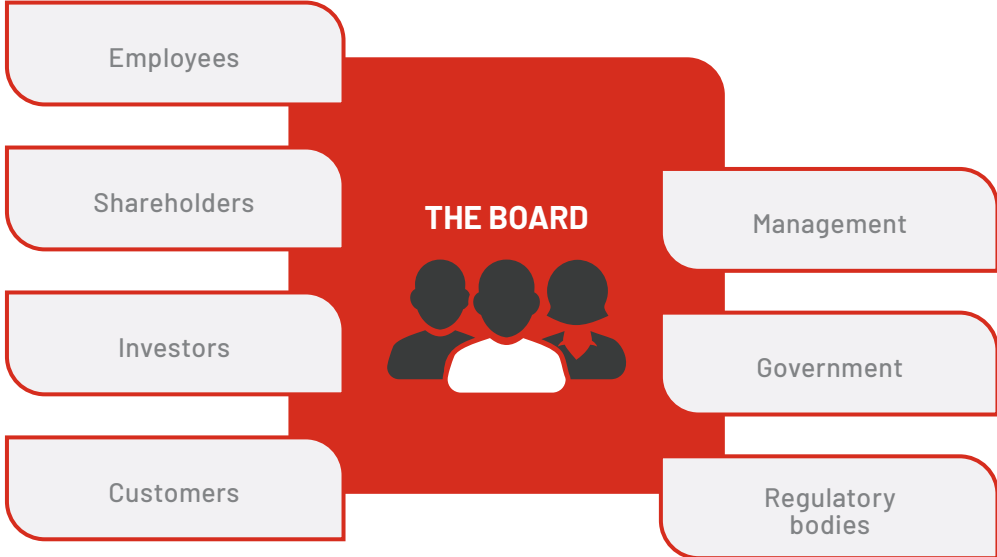 Employees
Shareholders
Investors
Customers
THE BOARD
Management
Government
Regulatory
bodies